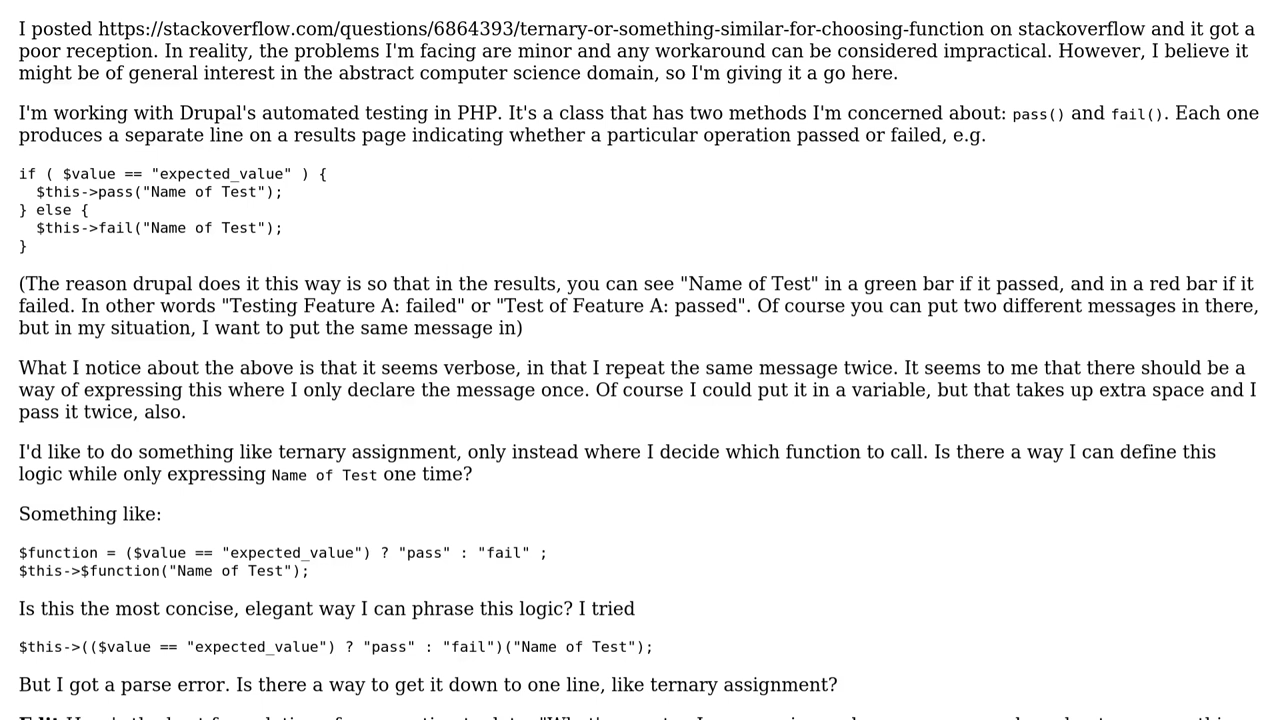 I posted https://stackoverflow.com/questions/6864393/ternary-or-something-similar-for-choosing-function on stackoverflow and it got a
poor reception. In reality, the problems I'm facing are minor and any workaround can be considered impractical. However, I believe it
might be of general interest in the abstract computer science domain, so I'm giving it a go here.
I'm working with Drupal's automated testing in PHP. It's a class that has two methods I'm concerned about: pass() and fail(). Each one
produces a separate line on a results page indicating whether a particular operation passed or failed, e.g.
if ( $value == "expected_value" ) {
  $this->pass("Name of Test");
} else {
  $this->fail("Name of Test");
}
(The reason drupal does it this way is so that in the results, you can see "Name of Test" in a green bar if it passed, and in a red bar if it
failed. In other words "Testing Feature A: failed" or "Test of Feature A: passed". Of course you can put two different messages in there,
but in my situation, I want to put the same message in)
What I notice about the above is that it seems verbose, in that I repeat the same message twice. It seems to me that there should be a
way of expressing this where I only declare the message once. Of course I could put it in a variable, but that takes up extra space and I
pass it twice, also.
I'd like to do something like ternary assignment, only instead where I decide which function to call. Is there a way I can define this
logic while only expressing Name of Test one time?
Something like:
$function = ($value == "expected_value") ? "pass" : "fail" ;
$this->$function("Name of Test");
Is this the most concise, elegant way I can phrase this logic? I tried
$this->(($value == "expected_value") ? "pass" : "fail")("Name of Test");
But I got a parse error. Is there a way to get it down to one line, like ternary assignment?